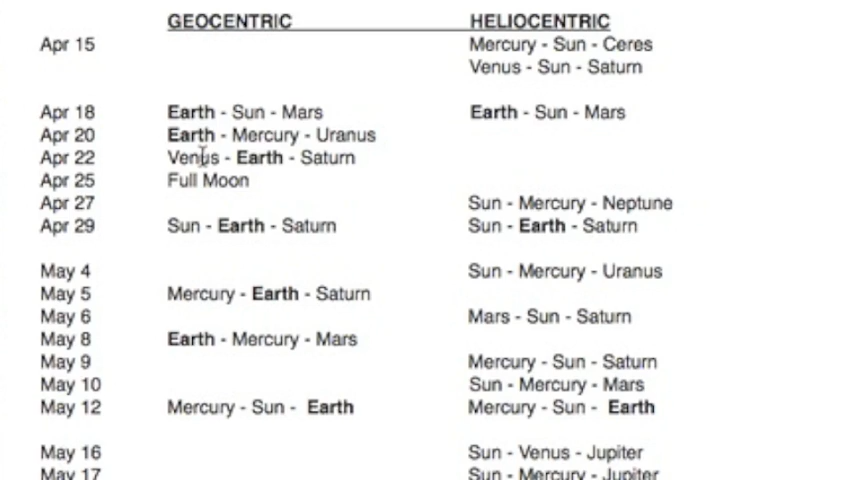 GEOCENTRIC HELIOCENTRIC
Apr 15 Mercury - Sun - Ceres
Venus - Sun - Saturn
Apr 18 Earth - Sun - Mars Earth - Sun - Mars
Apr 20 Earth - Mercury - Uranus
Apr 22 Venus - Earth - Saturn
Apr 25 Full Moon
Apr 27 Sun - Mercury - Neptune
Apr 29 Sun - Earth - Saturn Sun - Earth - Saturn
May 4 Sun - Mercury - Uranus
May 5 Mercury - Earth - Saturn
May 6 Mars - Sun - Saturn
May 8 Earth - Mercury - Mars
May 9 Mercury - Sun - Saturn
May 10 Sun - Mercury - Mars
May 12 Mercury - Sun - Earth Mercury - Sun - Earth
May 16 Sun - Venus - Jupiter
May 17 Sun - Mercury - Jupiter